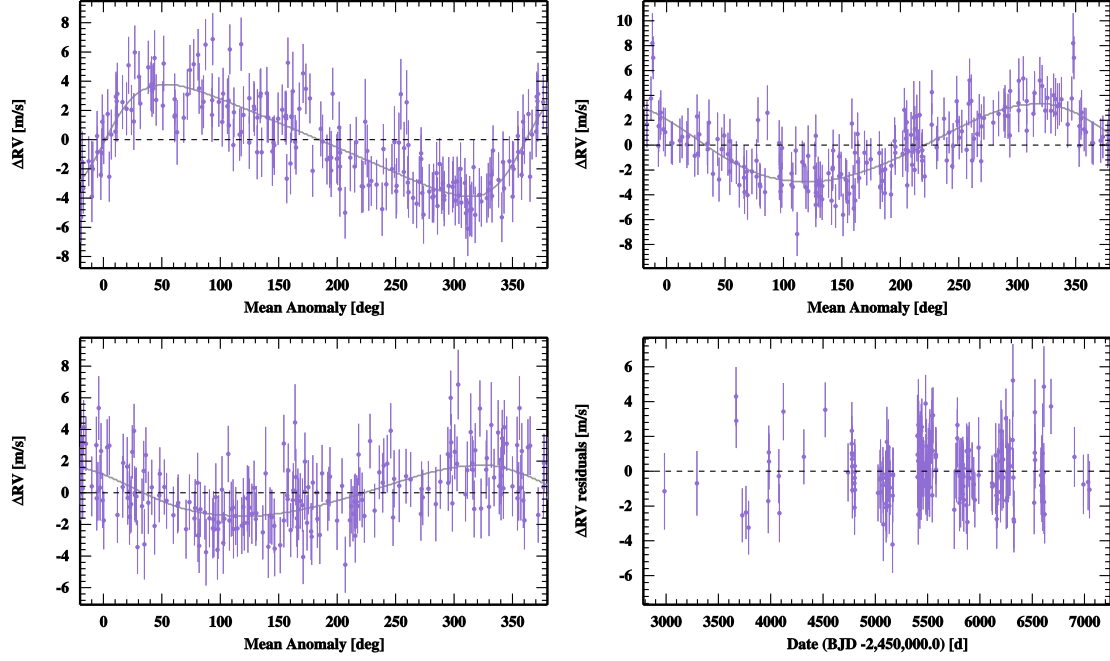 8
6
4
2
0
-2
-4
-6
-8
ΔRV [m/s]
0 50 100 150 200 250 300 350
Mean Anomaly [deg]
10
8
6
4
2
0
-2
-4
-6
-8
ΔRV [m/s]
0 50 100 150 200 250 300 350
Mean Anomaly [deg]
8
6
4
2
0
-2
-4
-6
ΔRV [m/s]
0 50 100 150 200 250 300 350
Mean Anomaly [deg]
6
4
2
0
-2
-4
-6
ΔRV residuals [m/s]
3000 3500 4000 4500 5000 5500 6000 6500 7000
Date (BJD -2,450,000.0) [d]